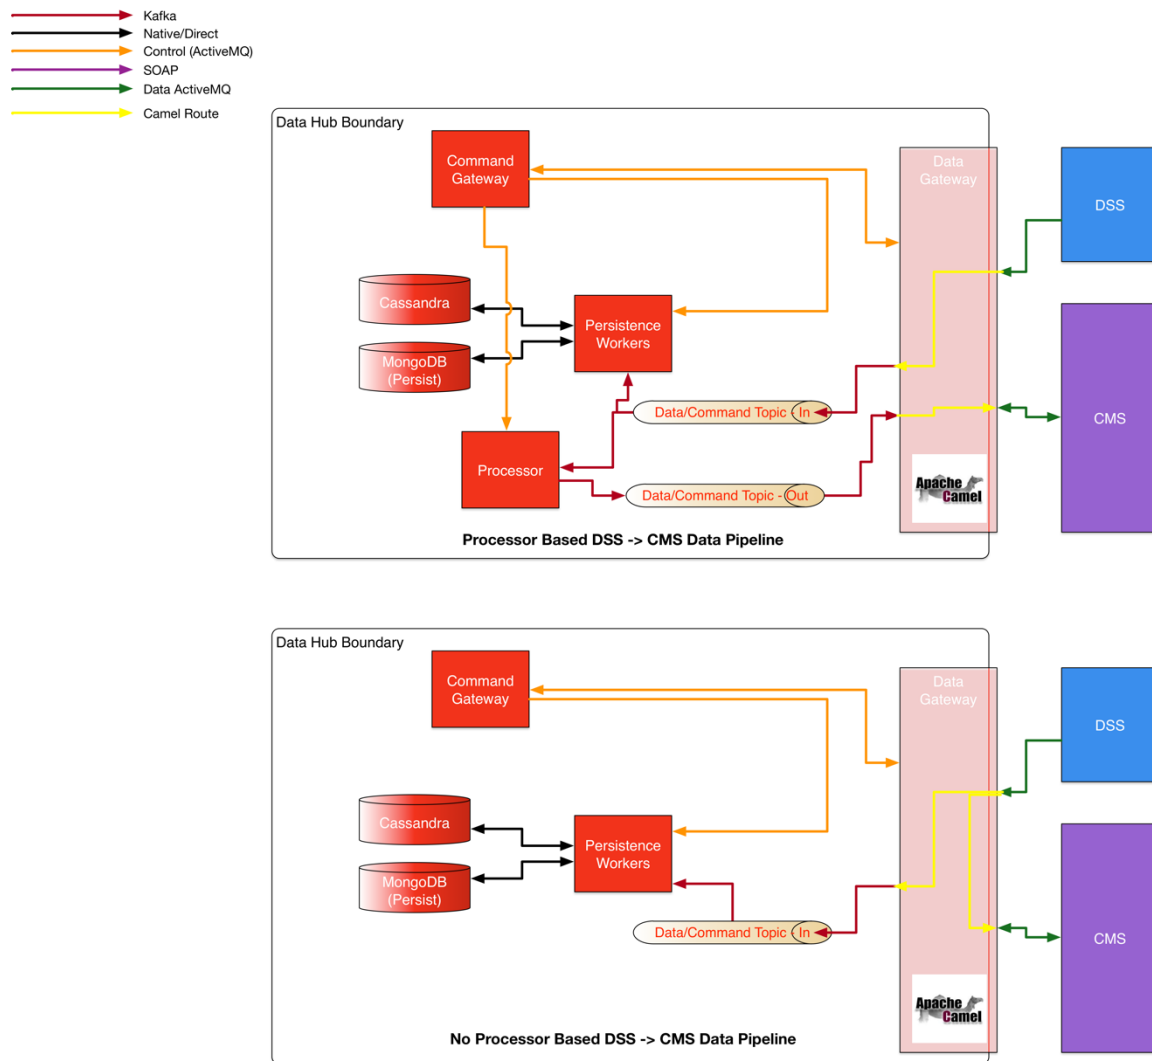 Kafka
Native/Direct
Control (ActiveMQ)
SOAP
Data ActiveMQ
Camel Route
Data Hub Boundary
Command
Gateway
Data
Gateway
DSS
Cassandra
Persistence
Workers
MongoDB
(Persist)
Data/Command Topic - In
CMS
Processor
Data/Command Topic - Out
Apache
Camel
Processor Based DSS -> CMS Data Pipeline
Data Hub Boundary
Command
Gateway
Data
Gateway
DSS
Cassandra
Persistence
Workers
MongoDB
(Persist)
Data/Command Topic - In
CMS
Apache
Camel
No Processor Based DSS -> CMS Data Pipeline